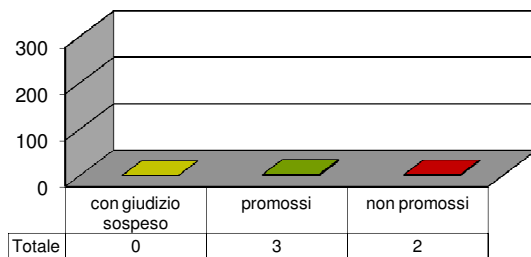 300
200
100
0
con giudizio
sospeso
promossi
non promossi
Totale
0
3
2